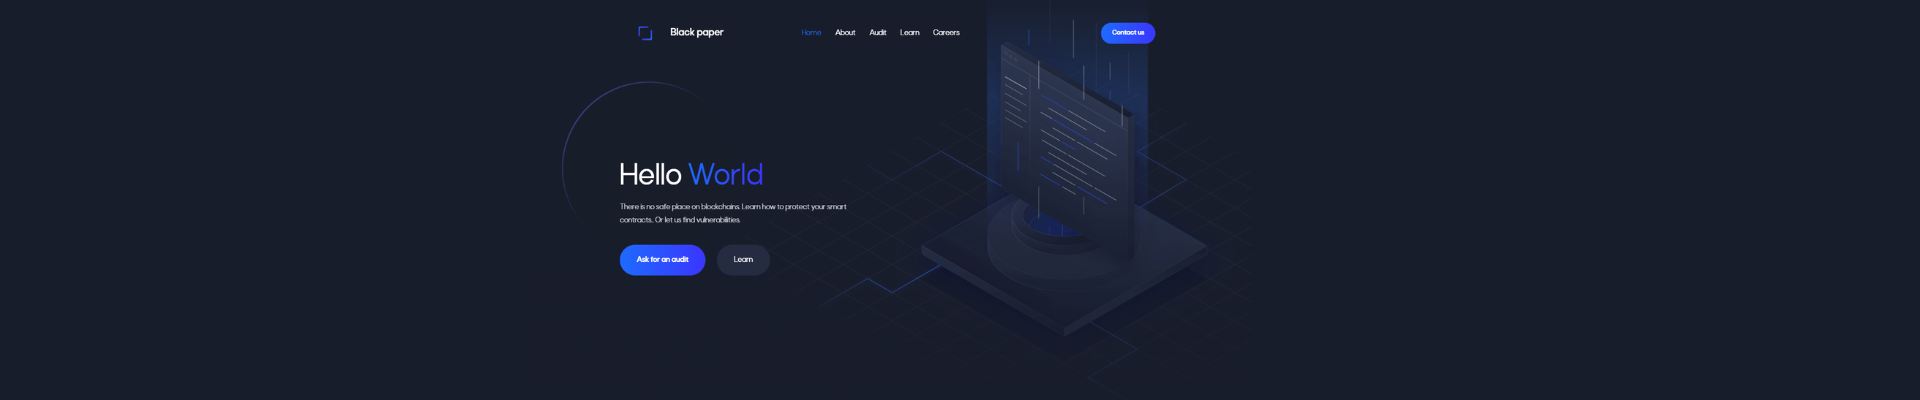 Black paper
Home About Audit Learn Careers
Contact us
Hello World
There is no safe place on blockchains. Learn how to protect your smart
contracts.. Or let us find vulnerabilities.
Ask for an audit
Learn